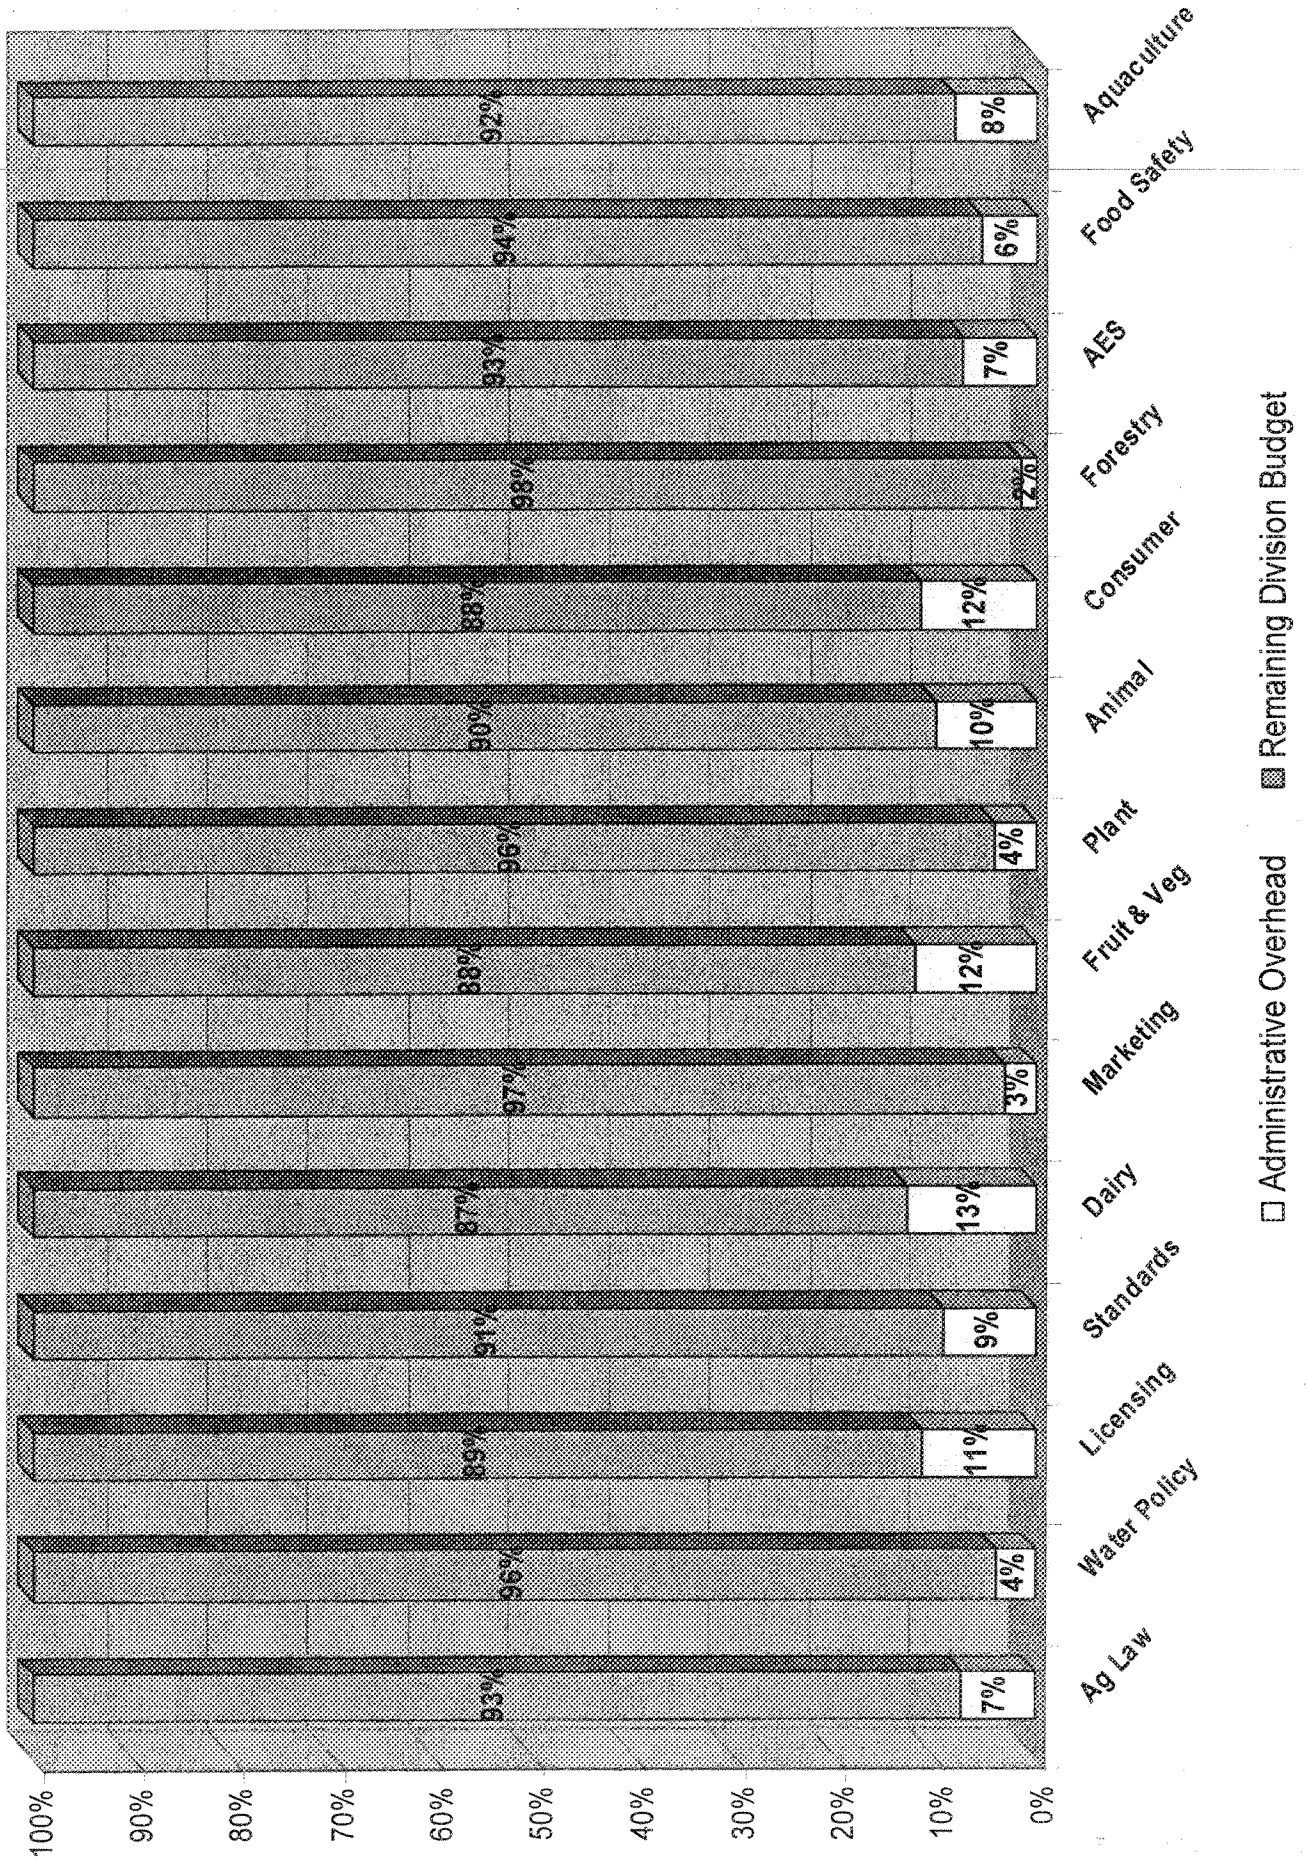 100%
90%
80%
70%
60%
50%
40%
30%
20%
10%
0%
93%
96%
89%
91%
87%
97%
88%
96%
90%
88%
98%
93%
94%
92%
7%
4%
11%
9%
13%
3%
12%
4%
10%
12%
2%
7%
6%
8%
Ag Law
Water Policy
Licensing
Standards
Dairy
Marketing
Fruit & Veg
Plant
Animal
Consumer
Forestry
AES
Food Safety
Aquaculture
Administrative Overhead
Remaining Division Budget